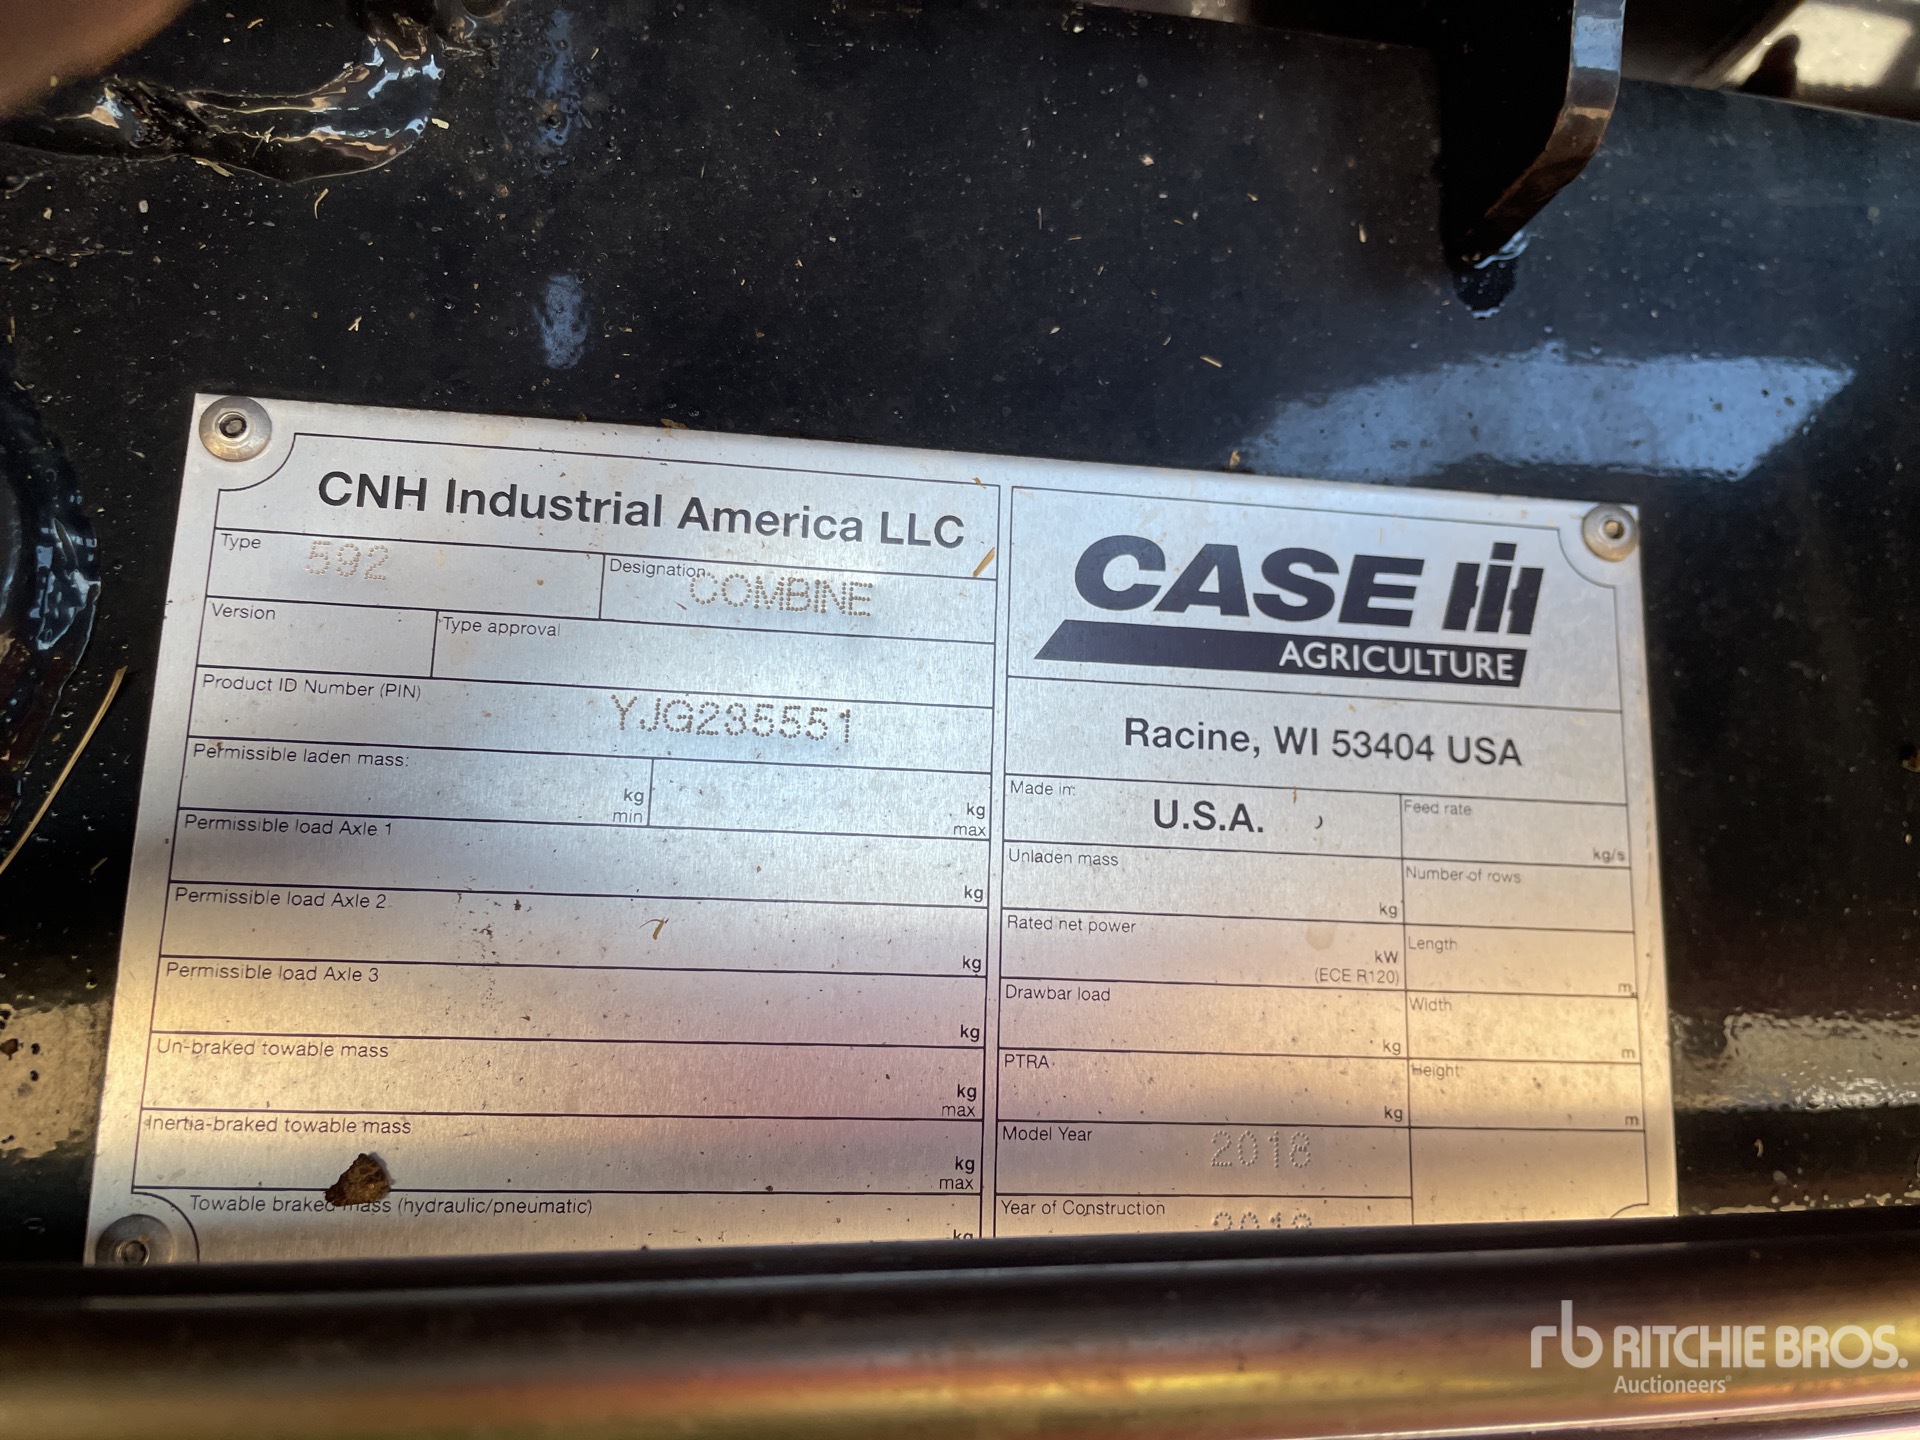 CNH Industrial America LLC
Type 592
Designation COMBINE
Version
Type approval
Product ID Number (PIN) YJG235551
Permissible laden mass:
kg min
kg max
Permissible load Axle 1
kg
Permissible load Axle 2
kg
Permissible load Axle 3
kg
Un-braked towable mass
kg max
Inertia-braked towable mass
kg max
Towable braked mass (hydraulic/pneumatic)
kg
CASE IH
AGRICULTURE
Racine, WI 53404 USA
Made in: U.S.A.
Feed rate
kg/s
Unladen mass
kg
Number of rows
Rated net power
kW
(ECE R120)
Length
m
Drawbar load
kg
Width
m
PTRA
kg
Height
m
Model Year 2018
Year of Construction
rb RITCHIE BROS.
Auctioneers